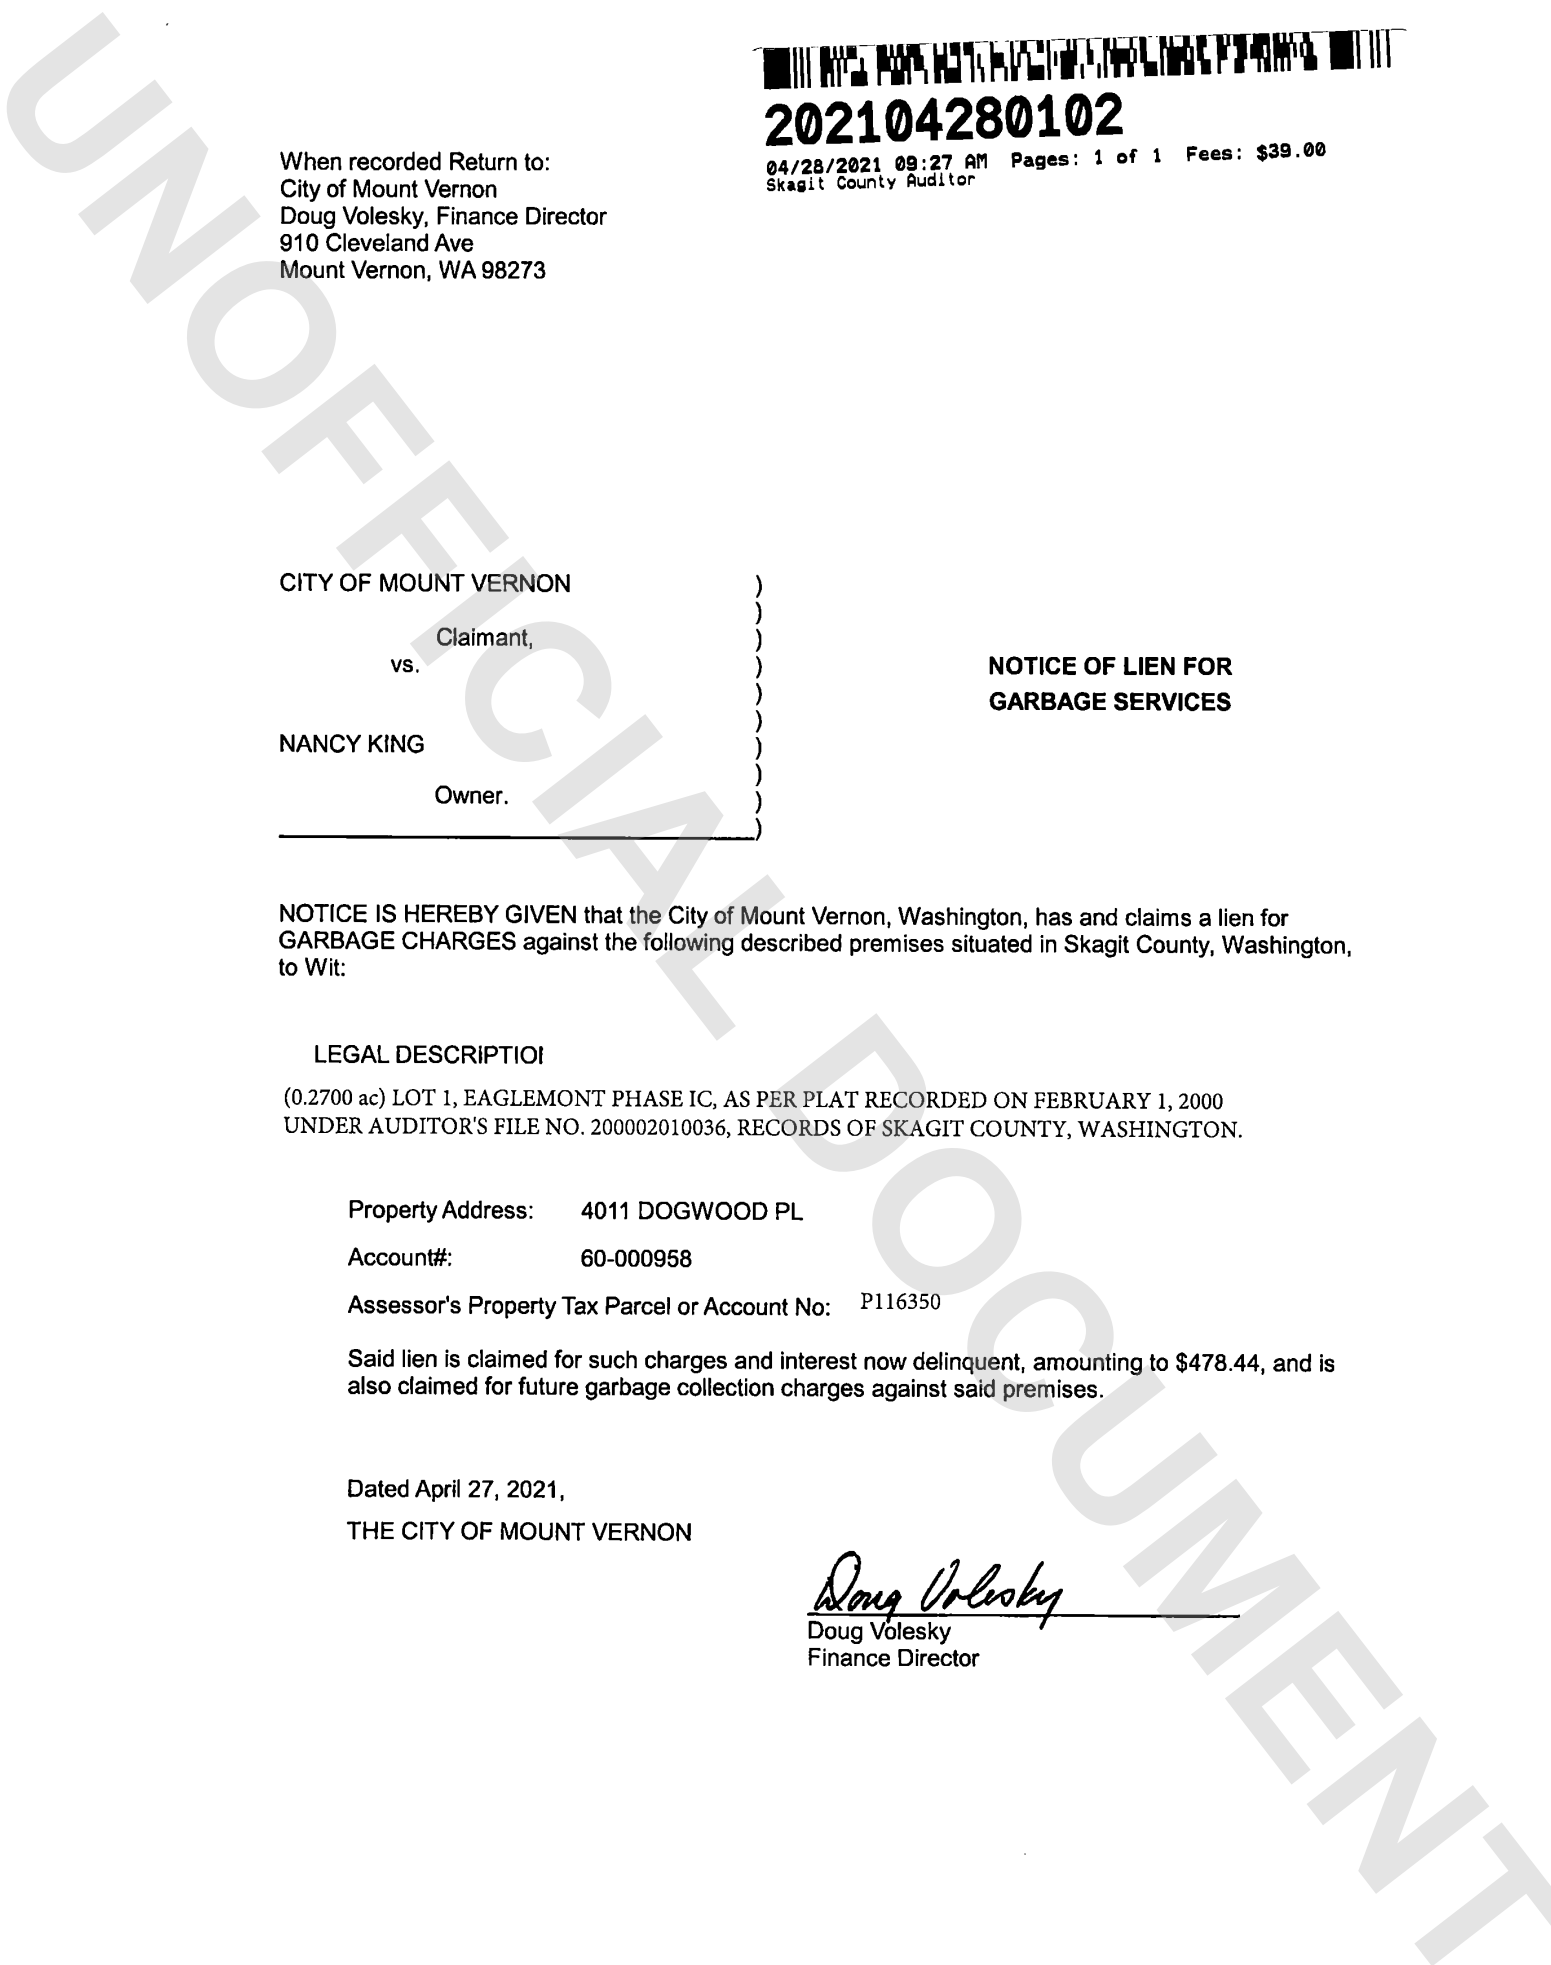 202104280102
04/28/2021 09:27 AM Pages: 1 of 1 Fees: $39.00
Skagit County Auditor
When recorded Return to:
City of Mount Vernon
Doug Volesky, Finance Director
910 Cleveland Ave
Mount Vernon, WA 98273
CITY OF MOUNT VERNON )
)
Claimant, )
vs. )
)
)
NANCY KING )
)
Owner. )
)
NOTICE OF LIEN FOR
GARBAGE SERVICES
NOTICE IS HEREBY GIVEN that the City of Mount Vernon, Washington, has and claims a lien for
GARBAGE CHARGES against the following described premises situated in Skagit County, Washington,
to Wit:
LEGAL DESCRIPTIOI
(0.2700 ac) LOT 1, EAGLEMONT PHASE IC, AS PER PLAT RECORDED ON FEBRUARY 1, 2000
UNDER AUDITOR'S FILE NO. 200002010036, RECORDS OF SKAGIT COUNTY, WASHINGTON.
Property Address: 4011 DOGWOOD PL
Account#: 60-000958
Assessor's Property Tax Parcel or Account No: P116350
Said lien is claimed for such charges and interest now delinquent, amounting to $478.44, and is
also claimed for future garbage collection charges against said premises.
Dated April 27, 2021,
THE CITY OF MOUNT VERNON
Doug Volesky
Doug Volesky
Finance Director
UNOFFICIAL DOCUMENT